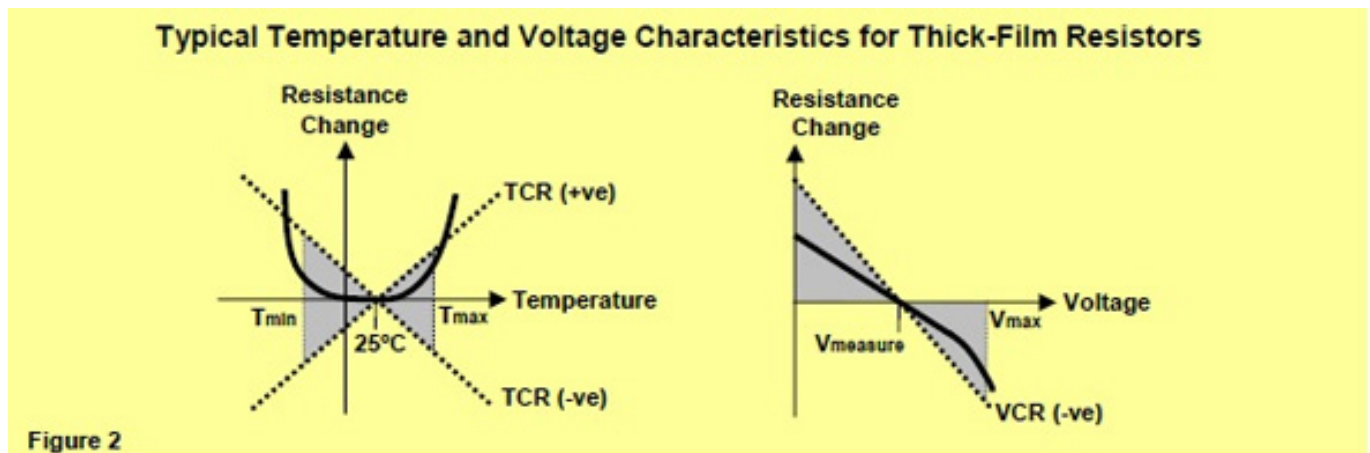 Typical Temperature and Voltage Characteristics for Thick-Film Resistors
Resistance
Change
TCR (+ve)
Temperature
Tmin
Tmax
25ºC
TCR (-ve)
Resistance
Change
Voltage
Vmax
Vmeasure
VCR (-ve)
Figure 2